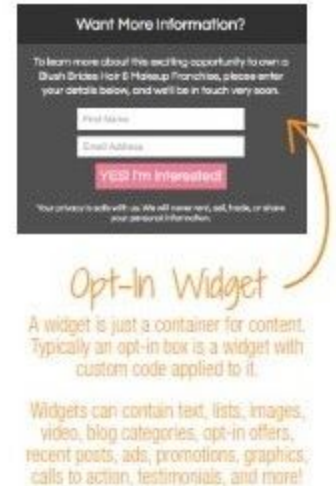 Want More Information?
To learn more about this exciting opportunity to own a
Blush Brides Hair & Makeup Franchise, please enter
your details below, and we'll be in touch very soon.
First Name
Email Address
YES! I'm Interested!
Your privacy is safe with us. We will never rent, sell, trade, or share
your personal information.
Opt-In Widget
A widget is just a container for content.
Typically an opt-in box is a widget with
custom code applied to it.
Widgets can contain text, lists, images,
video, blog categories, opt-in offers,
recent posts, ads, promotions, graphics,
calls to action, testimonials, and more!